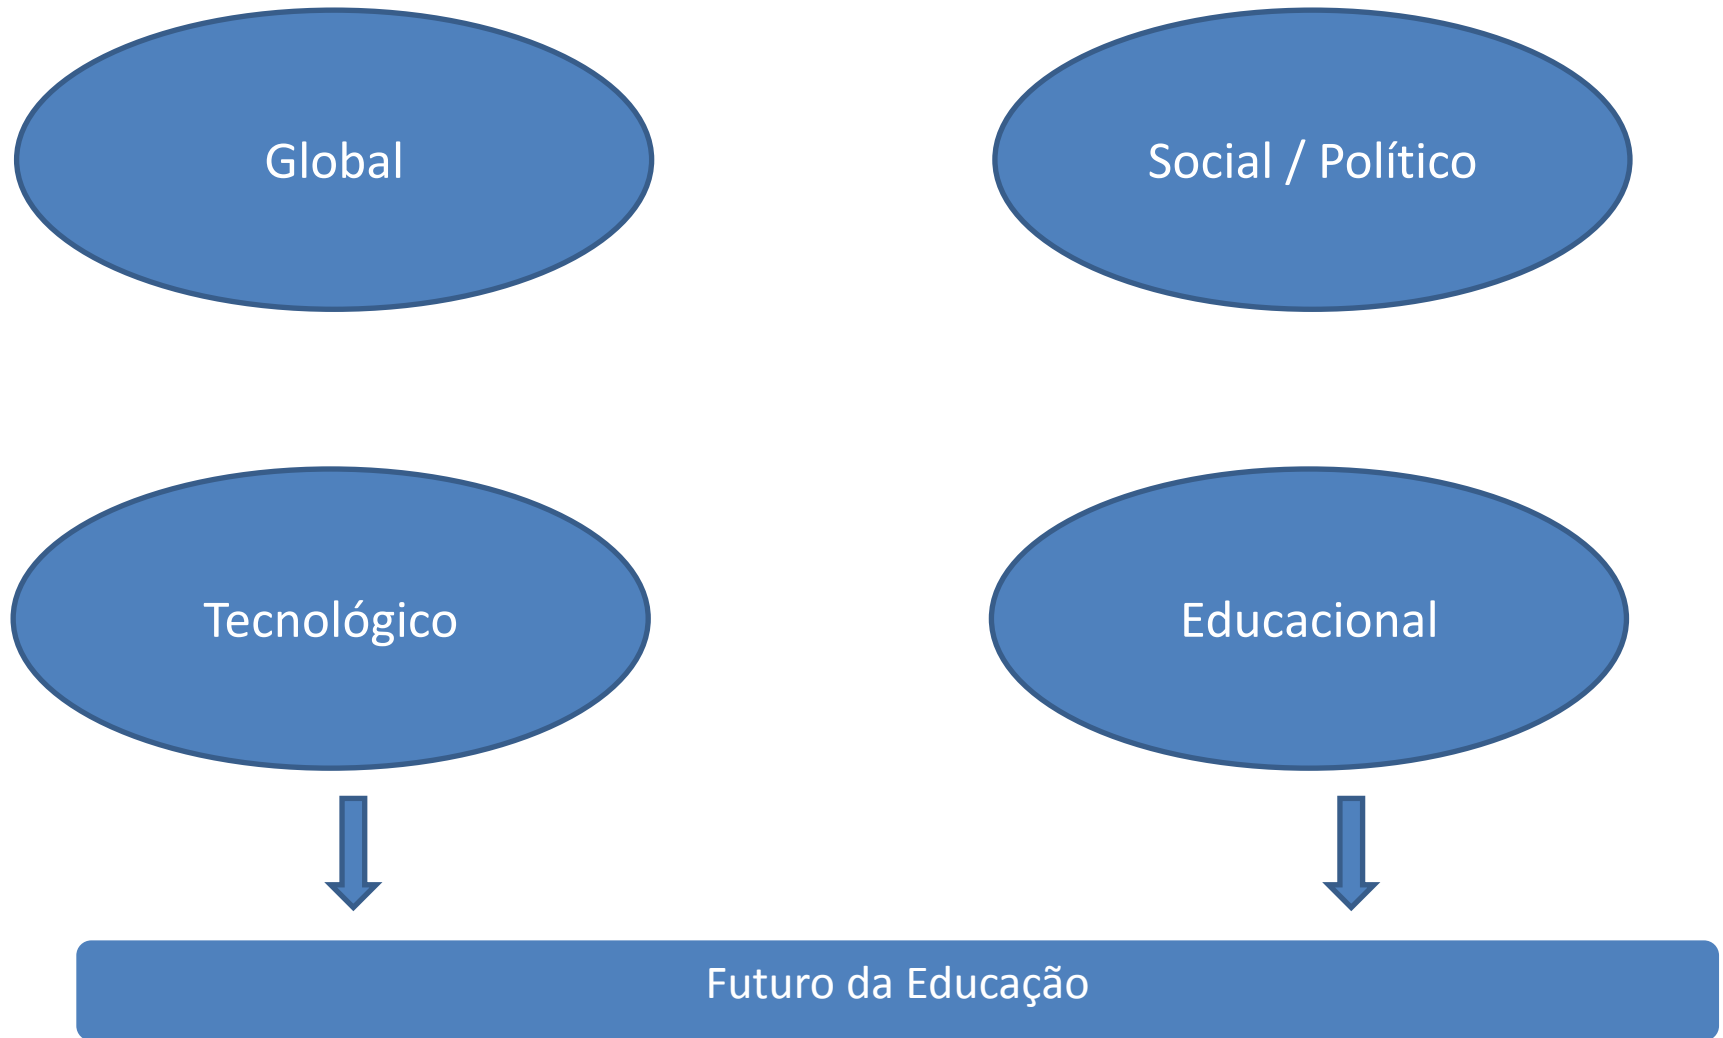 Global
Social / Político
Tecnológico
Educacional
Futuro da Educação